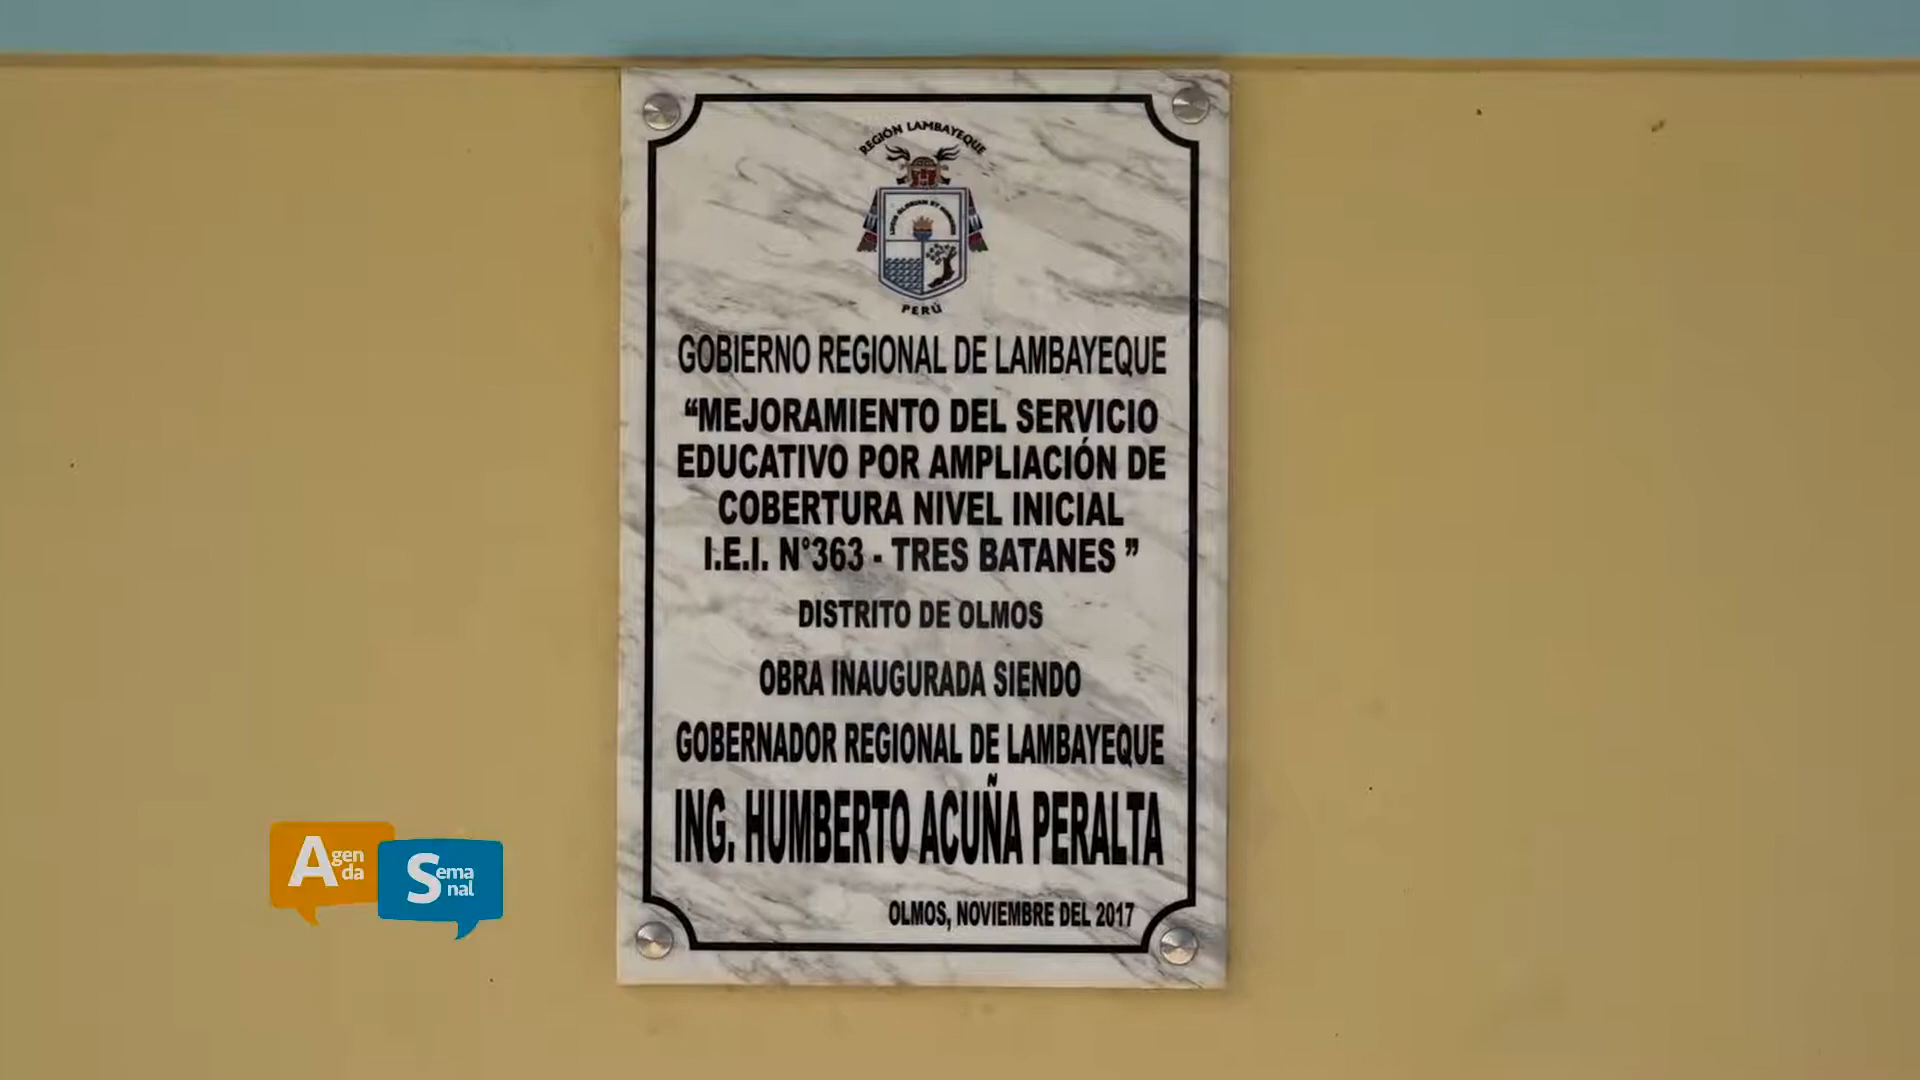 REGIÓN LAMBAYEQUE
PERÚ
GOBIERNO REGIONAL DE LAMBAYEQUE
“MEJORAMIENTO DEL SERVICIO
EDUCATIVO POR AMPLIACIÓN DE
COBERTURA NIVEL INICIAL
I.E.I. N°363 - TRES BATANES ”
DISTRITO DE OLMOS
OBRA INAUGURADA SIENDO
GOBERNADOR REGIONAL DE LAMBAYEQUE
ING. HUMBERTO ACUÑA PERALTA
OLMOS, NOVIEMBRE DEL 2017
Agenda
Semanal